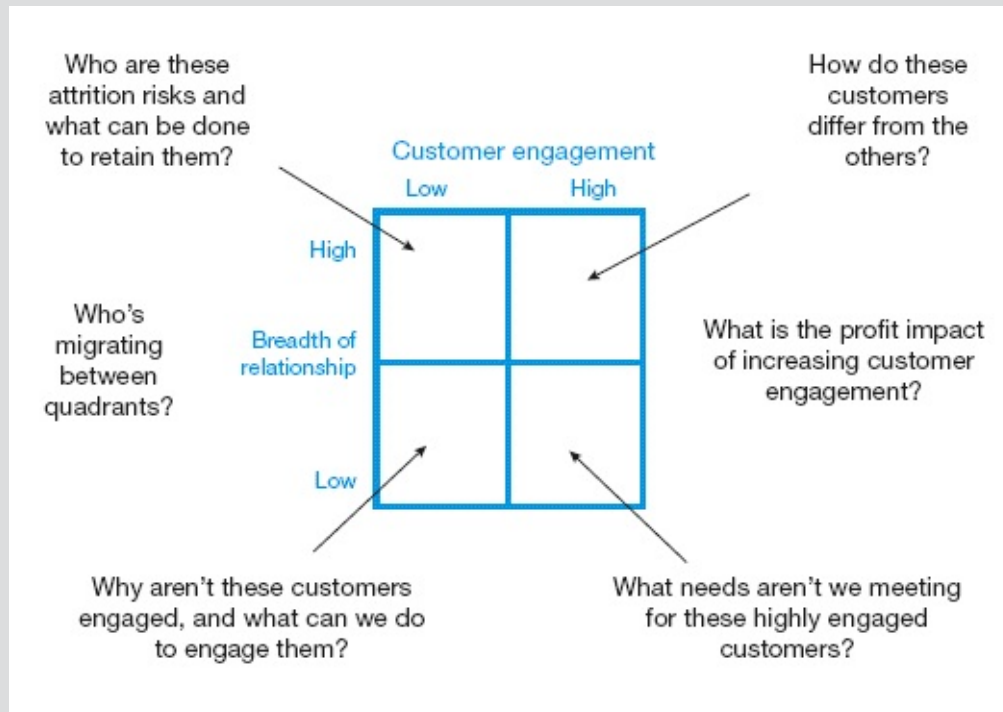 Who are these
attrition risks and
what can be done
to retain them?
How do these
customers
differ from the
others?
Customer engagement
Low
High
High
Who's
migrating
between
quadrants?
Breadth of
relationship
What is the profit impact
of increasing customer
engagement?
Low
Why aren't these customers
engaged, and what can we do
to engage them?
What needs aren't we meeting
for these highly engaged
customers?